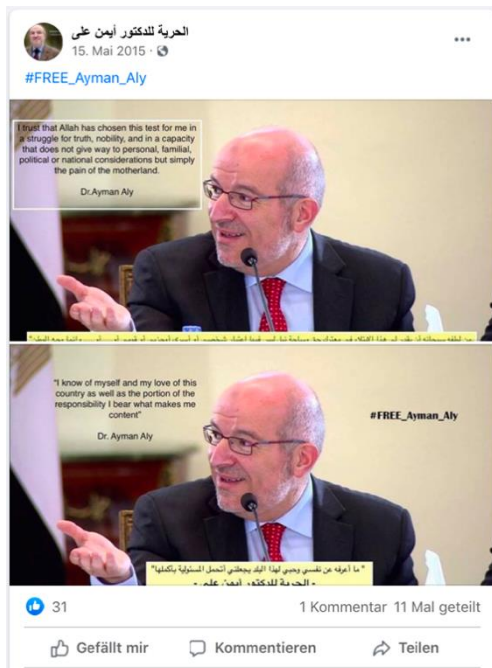 الحرية للدكتور أيمن على
15. Mai 2015 ·
#FREE_Ayman_Aly
I trust that Allah has chosen this test for me in
a struggle for truth, nobility, and in a capacity
that does not give way to personal, familial,
political or national considerations but simply
the pain of the motherland.
Dr.Ayman Aly
"I know of myself and my love of this
country as well as the portion of the
responsibility I bear what makes me
content"
Dr. Ayman Aly
#FREE_Ayman_Aly
" ما أعرفه عن نفسي وحبي لهذا البلد يجعلني أتحمل المسئولية بأكملها"
- الحرية للدكتور أيمن على -
31
1 Kommentar 11 Mal geteilt
Gefällt mir
Kommentieren
Teilen